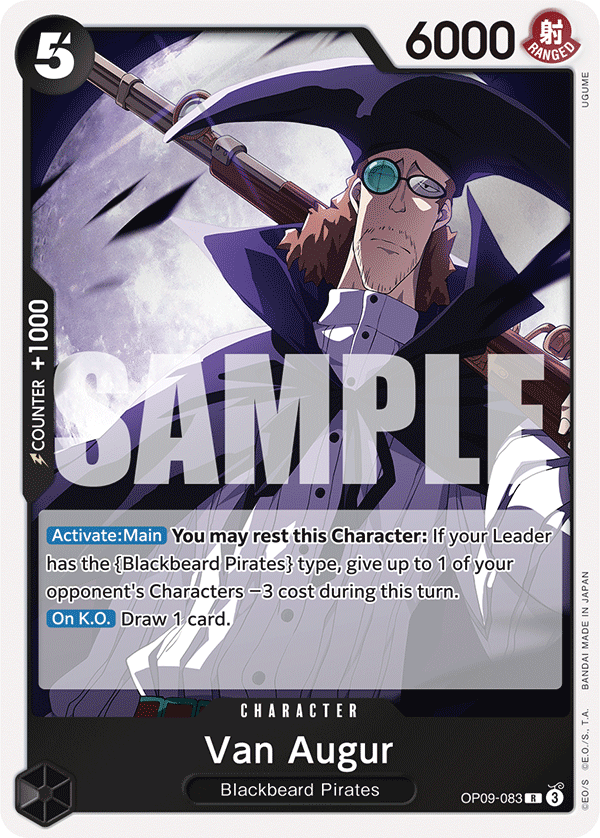 5
6000
射
RANGED
UGUME
COUNTER +1000
SAMPLE
Activate:Main You may rest this Character: If your Leader
has the {Blackbeard Pirates} type, give up to 1 of your
opponent's Characters −3 cost during this turn.
On K.O. Draw 1 card.
CHARACTER
Van Augur
Blackbeard Pirates
OP09-083 R 3
©EO/S ©E.O./S., T.A. BANDAI MADE IN JAPAN